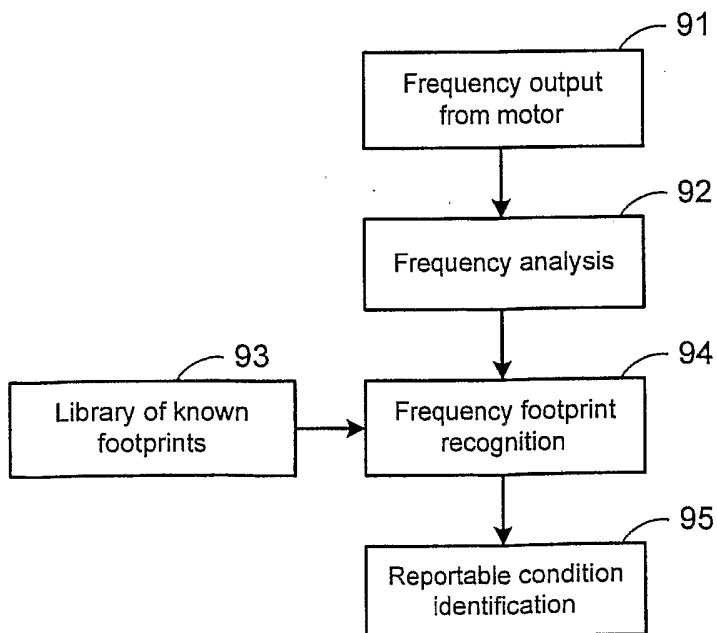 91
Frequency output
from motor
92
Frequency analysis
93
Library of known
footprints
94
Frequency footprint
recognition
95
Reportable condition
identification